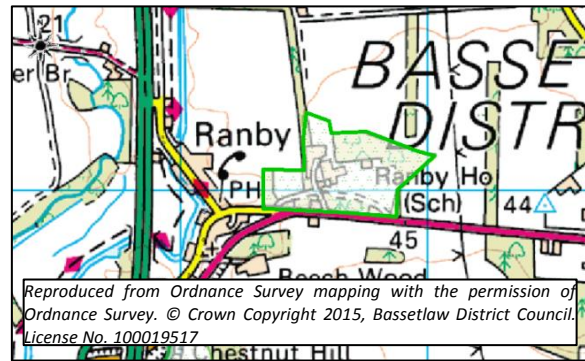 21
er Br
BASSE
DISTR
Ranby
PH
Ranby Ho
(Sch)
44
45
Beech Wood
Reproduced from Ordnance Survey mapping with the permission of
Ordnance Survey. © Crown Copyright 2015, Bassetlaw District Council.
License No. 100019517
Chestnut Hill